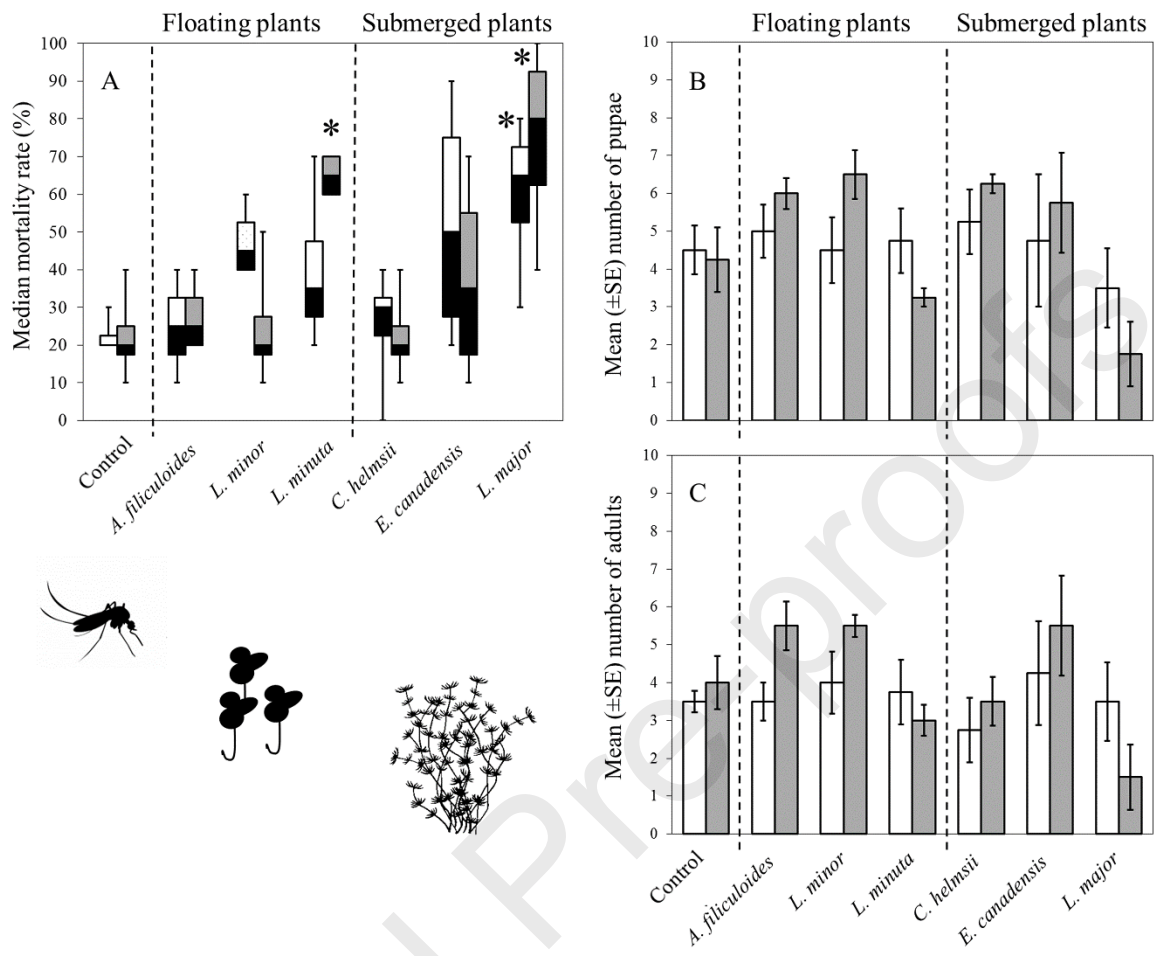 Floating plants Submerged plants
A
Median mortality rate (%)
100
90
80
70
60
50
40
30
20
10
0
*
*
*
Control
A. filiculoides
L. minor
L. minuta
C. helmsii
E. canadensis
L. major
Floating plants Submerged plants
B
Mean (±SE) number of pupae
10
9
8
7
6
5
4
3
2
1
0
C
Mean (±SE) number of adults
10
9
8
7
6
5
4
3
2
1
0
Control
A. filiculoides
L. minor
L. minuta
C. helmsii
E. canadensis
L. major
l Pre-proofs